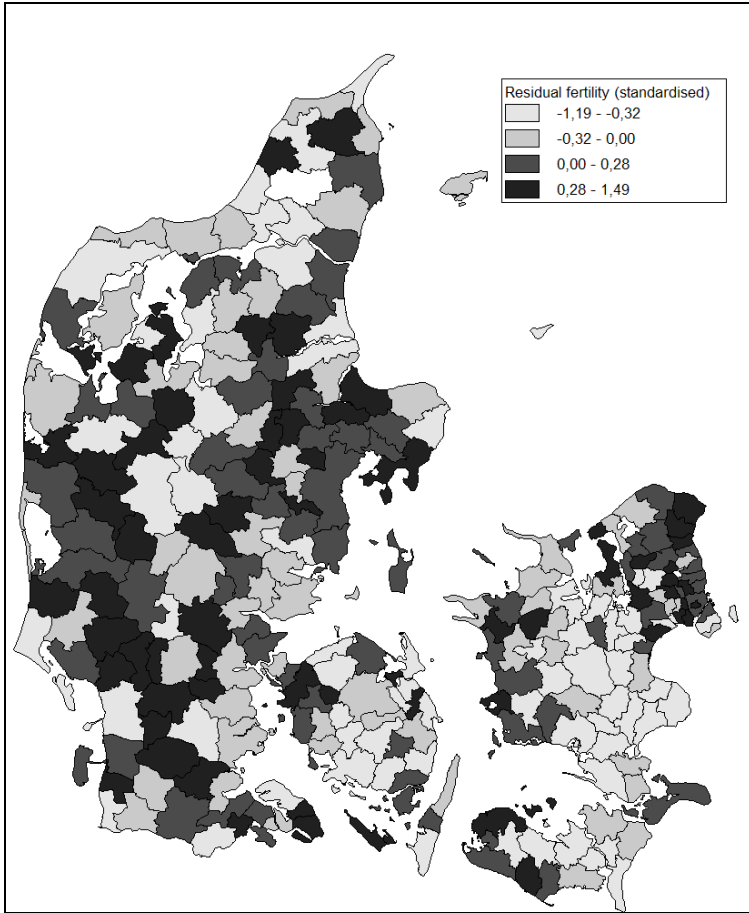 Residual fertility (standardised)
-1,19 - -0,32
-0,32 - 0,00
0,00 - 0,28
0,28 - 1,49